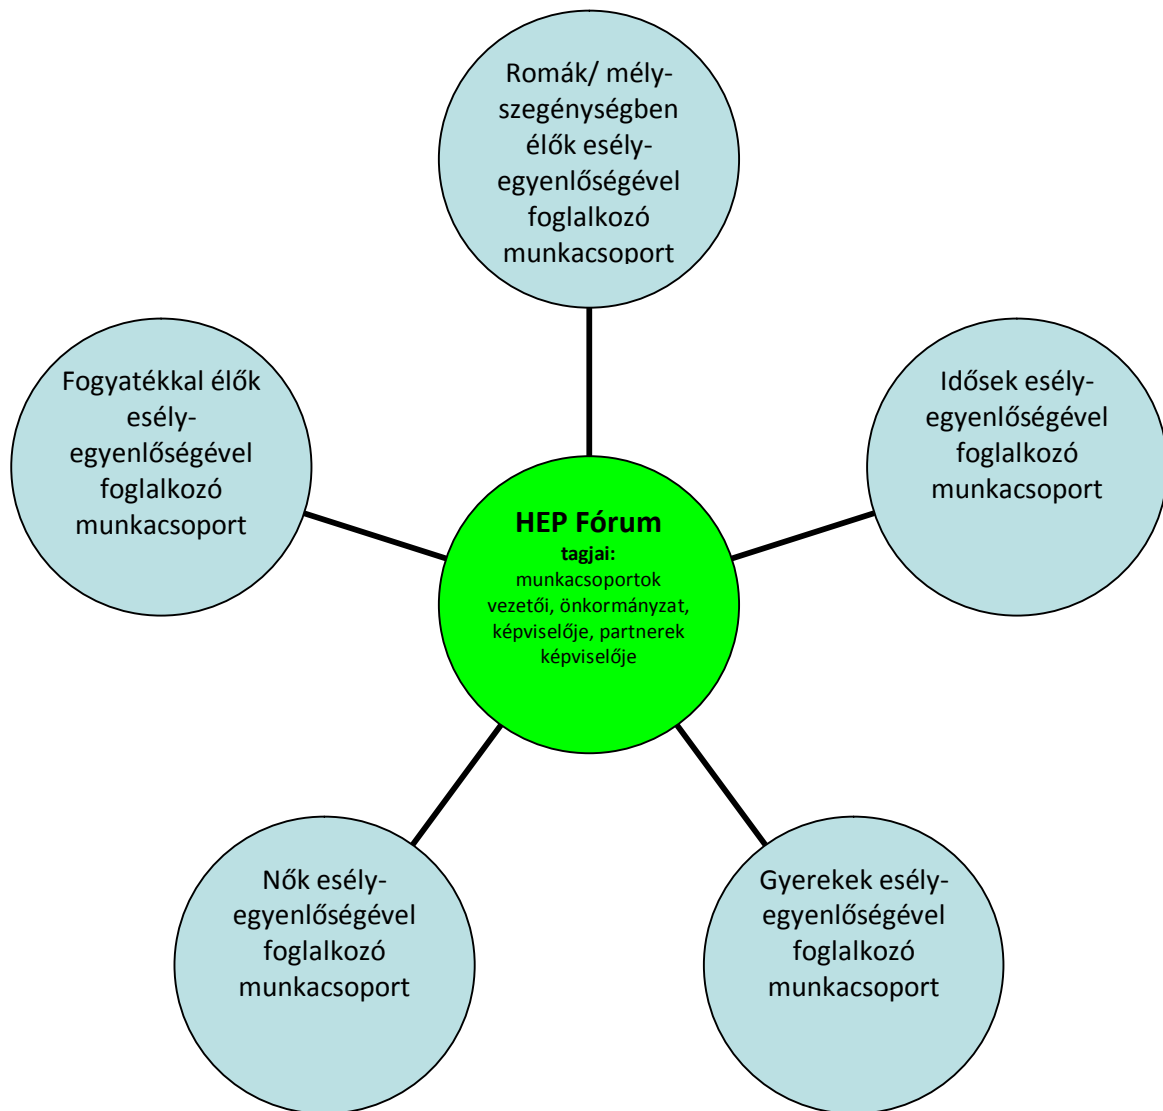 Romák/ mély-
szegénységben
élők esély-
egyenlőségével
foglalkozó
munkacsoport
Fogyatékkal élők
esély-
egyenlőségével
foglalkozó
munkacsoport
Idősek esély-
egyenlőségével
foglalkozó
munkacsoport
HEP Fórum
tagjai:
munkacsoportok
vezetői, önkormányzat,
képviselője, partnerek
képviselője
Nők esély-
egyenlőségével
foglalkozó
munkacsoport
Gyerekek esély-
egyenlőségével
foglalkozó
munkacsoport